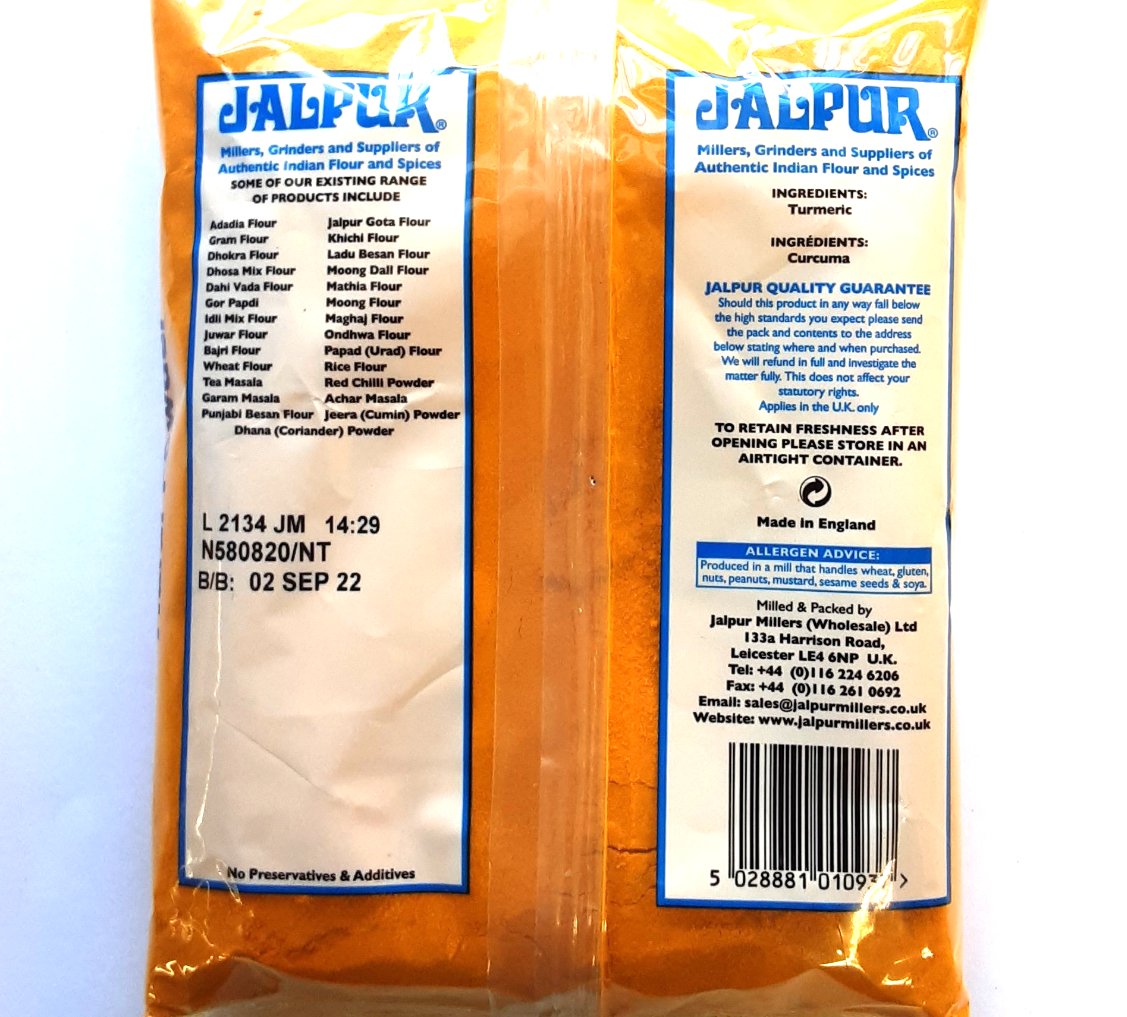 JALPUR®
Millers, Grinders and Suppliers of
Authentic Indian Flour and Spices
SOME OF OUR EXISTING RANGE
OF PRODUCTS INCLUDE
Adadia Flour Jalpur Gota Flour
Gram Flour Khichi Flour
Dhokra Flour Ladu Besan Flour
Dhosa Mix Flour Moong Dall Flour
Dahi Vada Flour Mathia Flour
Gor Papdi Moong Flour
Idli Mix Flour Maghaj Flour
Juwar Flour Ondhwa Flour
Bajri Flour Papad (Urad) Flour
Wheat Flour Rice Flour
Tea Masala Red Chilli Powder
Garam Masala Achar Masala
Punjabi Besan Flour Jeera (Cumin) Powder
Dhana (Coriander) Powder
L 2134 JM 14:29
N580820/NT
B/B: 02 SEP 22
No Preservatives & Additives
JALPUR®
Millers, Grinders and Suppliers of
Authentic Indian Flour and Spices
INGREDIENTS:
Turmeric
INGRÉDIENTS:
Curcuma
JALPUR QUALITY GUARANTEE
Should this product in any way fall below
the high standards you expect please send
the pack and contents to the address
below stating where and when purchased.
We will refund in full and investigate the
matter fully. This does not affect your
statutory rights.
Applies in the U.K. only
TO RETAIN FRESHNESS AFTER
OPENING PLEASE STORE IN AN
AIRTIGHT CONTAINER.
Made in England
ALLERGEN ADVICE:
Produced in a mill that handles wheat, gluten,
nuts, peanuts, mustard, sesame seeds & soya.
Milled & Packed by
Jalpur Millers (Wholesale) Ltd
133a Harrison Road,
Leicester LE4 6NP U.K.
Tel: +44 (0)116 224 6206
Fax: +44 (0)116 261 0692
Email: sales@jalpurmillers.co.uk
Website: www.jalpurmillers.co.uk
5 028881 010937 >